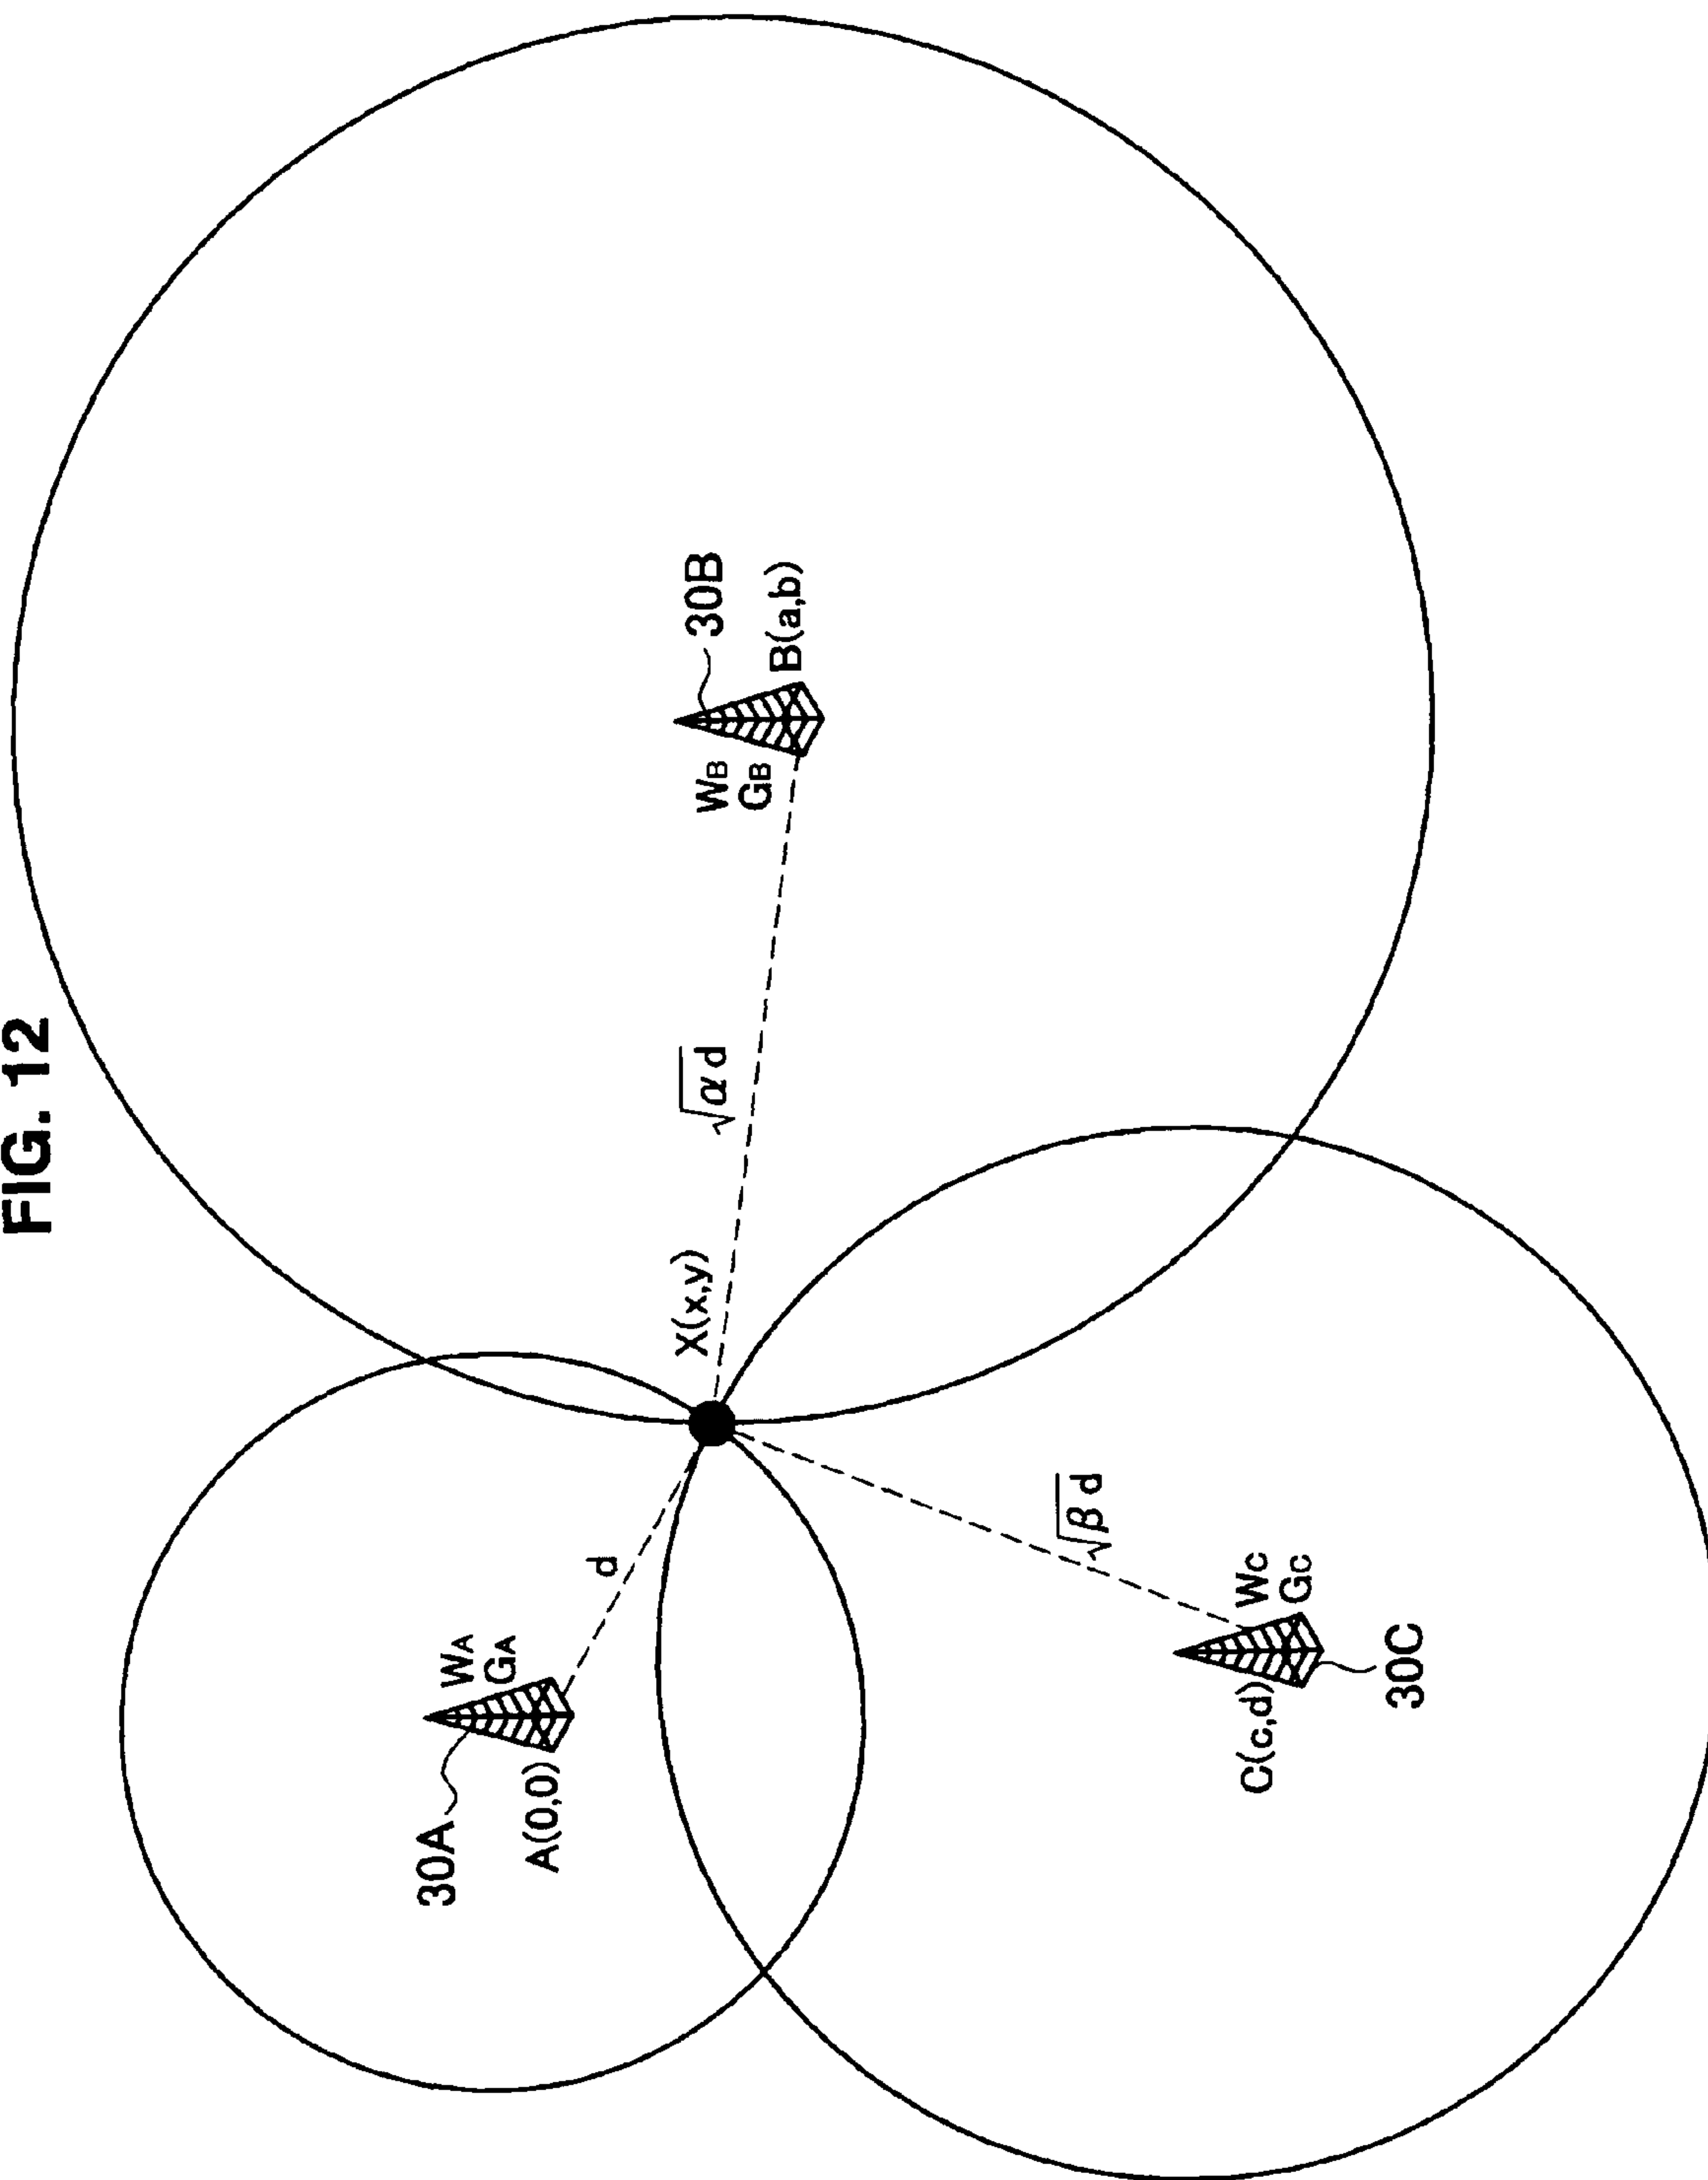 FIG. 12
30A
WA
GA
A(0,0)
d
X(x,y)
√αd
30B
WB
GB
B(a,b)
√βd
C(c,d)
WC
GC
30C